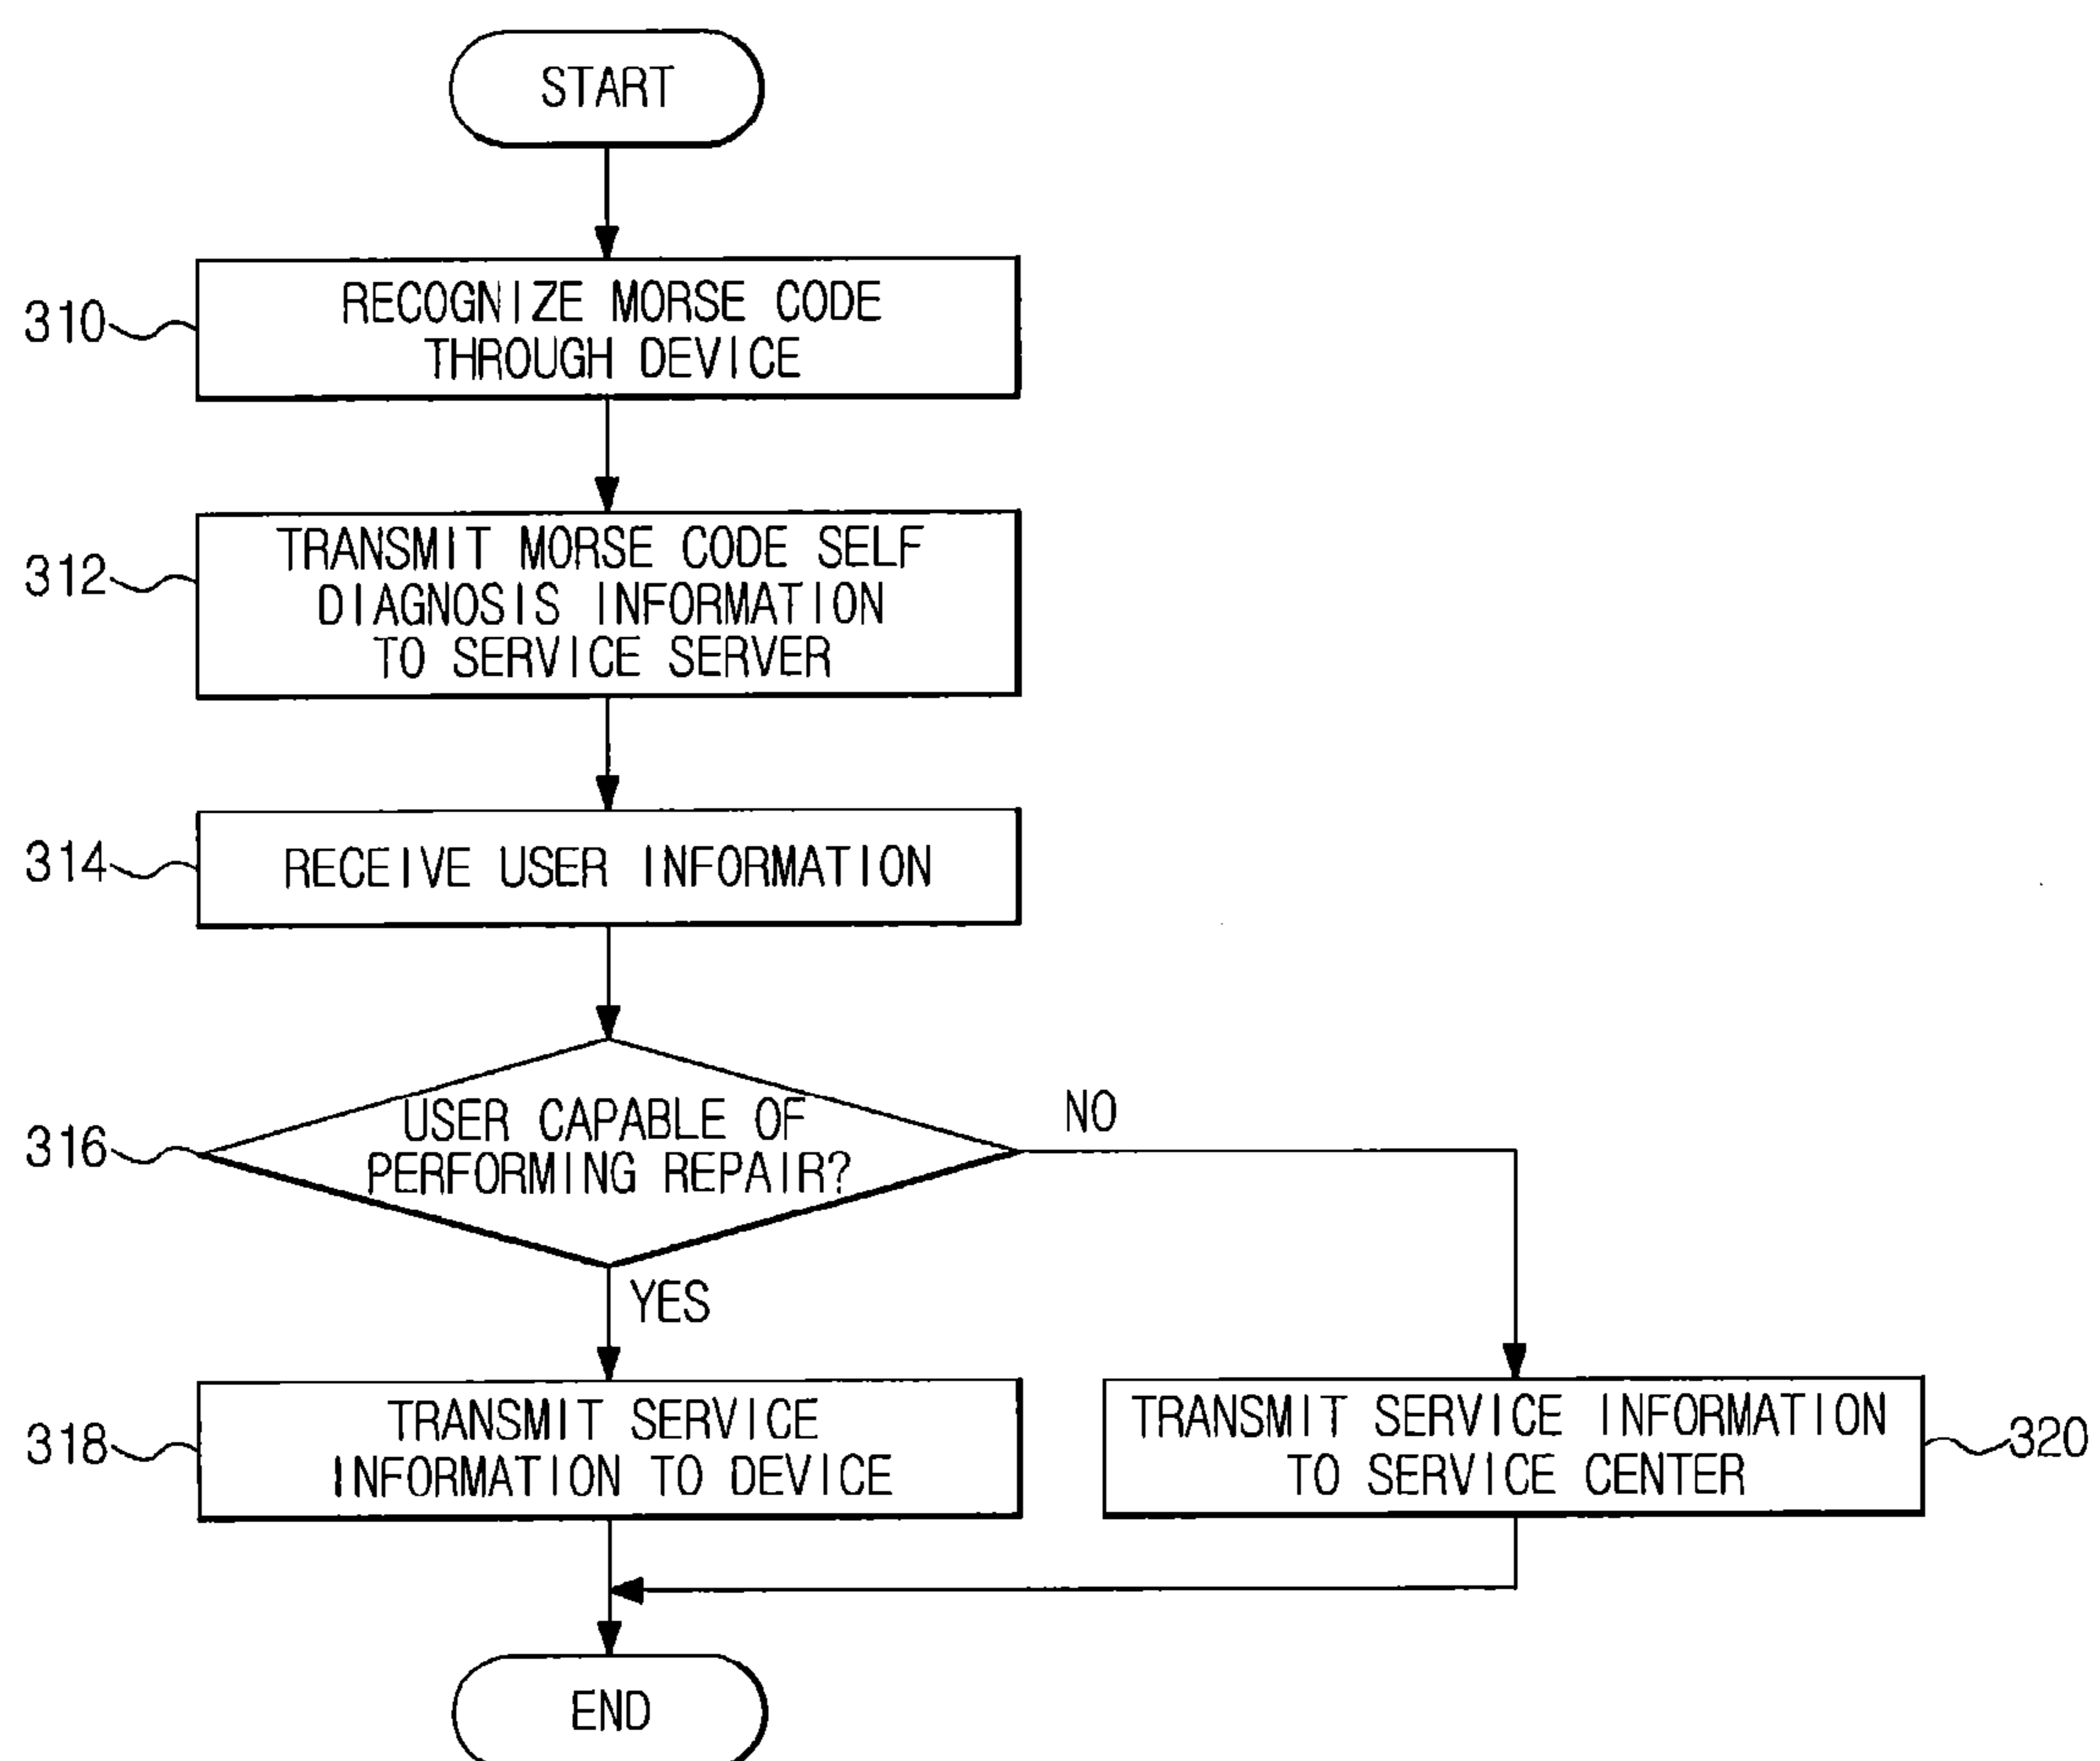 START
310
RECOGNIZE MORSE CODE
THROUGH DEVICE
312
TRANSMIT MORSE CODE SELF
DIAGNOSIS INFORMATION
TO SERVICE SERVER
314
RECEIVE USER INFORMATION
316
USER CAPABLE OF
PERFORMING REPAIR?
NO
YES
318
TRANSMIT SERVICE
INFORMATION TO DEVICE
TRANSMIT SERVICE INFORMATION
TO SERVICE CENTER
320
END